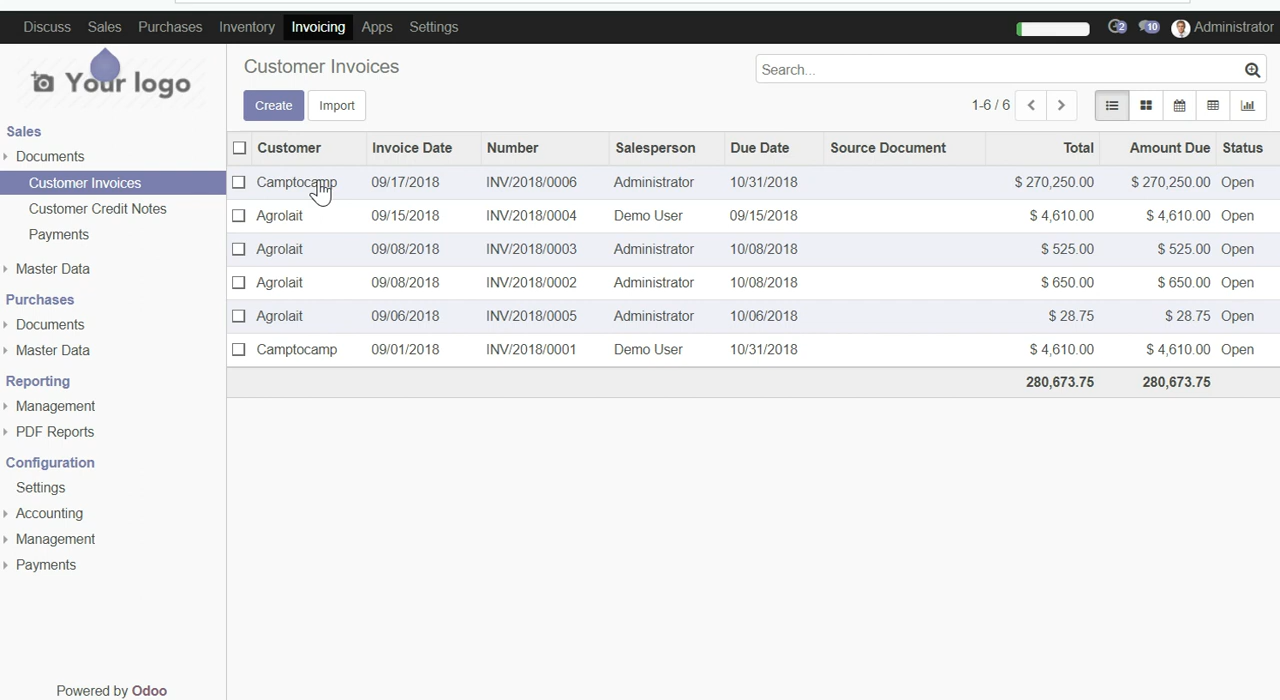 Discuss Sales Purchases Inventory Invoicing Apps Settings 2 10 Administrator
Your logo
Customer Invoices
Search...
Create Import
1-6 / 6
Sales
Documents
Customer Invoices
Customer Credit Notes
Payments
Master Data
Purchases
Documents
Master Data
Reporting
Management
PDF Reports
Configuration
Settings
Accounting
Management
Payments
Powered by Odoo
Customer Invoice Date Number Salesperson Due Date Source Document Total Amount Due Status
Camptocamp 09/17/2018 INV/2018/0006 Administrator 10/31/2018 $ 270,250.00 $ 270,250.00 Open
Agrolait 09/15/2018 INV/2018/0004 Demo User 09/15/2018 $ 4,610.00 $ 4,610.00 Open
Agrolait 09/08/2018 INV/2018/0003 Administrator 10/08/2018 $ 525.00 $ 525.00 Open
Agrolait 09/08/2018 INV/2018/0002 Administrator 10/08/2018 $ 650.00 $ 650.00 Open
Agrolait 09/06/2018 INV/2018/0005 Administrator 10/06/2018 $ 28.75 $ 28.75 Open
Camptocamp 09/01/2018 INV/2018/0001 Demo User 10/31/2018 $ 4,610.00 $ 4,610.00 Open
280,673.75 280,673.75